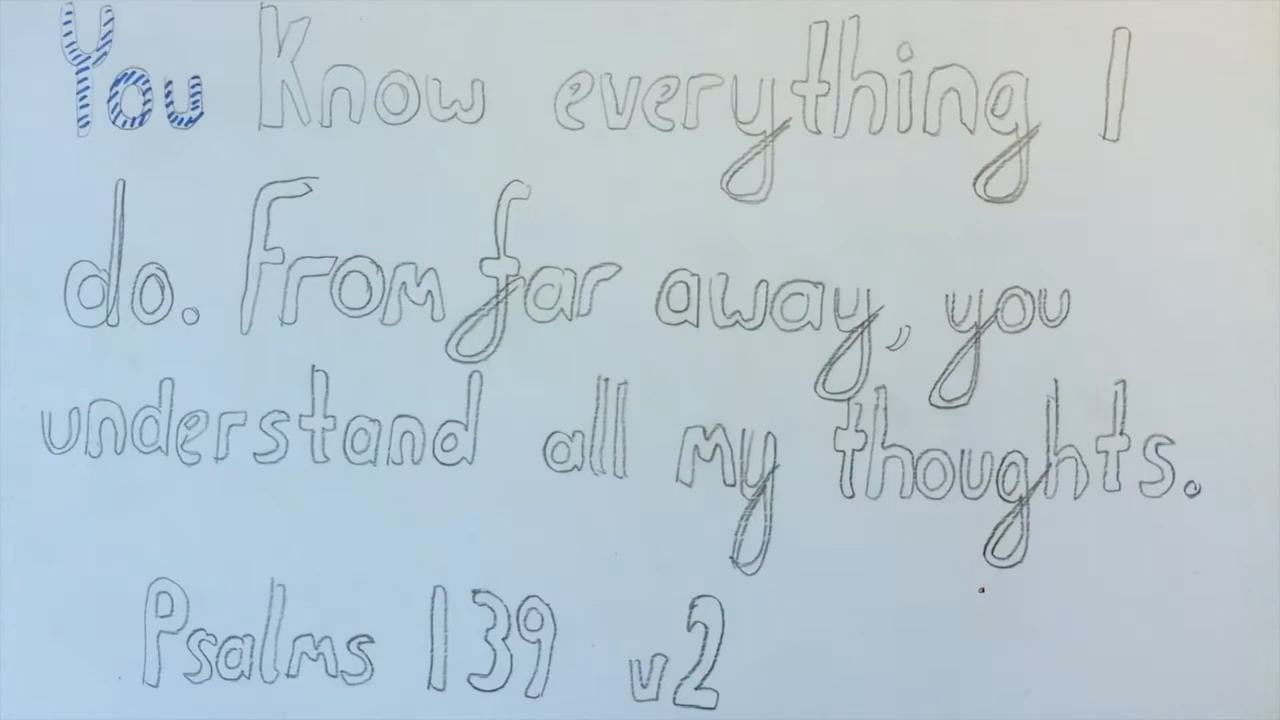 You Know everything I
do. From far away, you
understand all my thoughts.
Psalms 139 v2